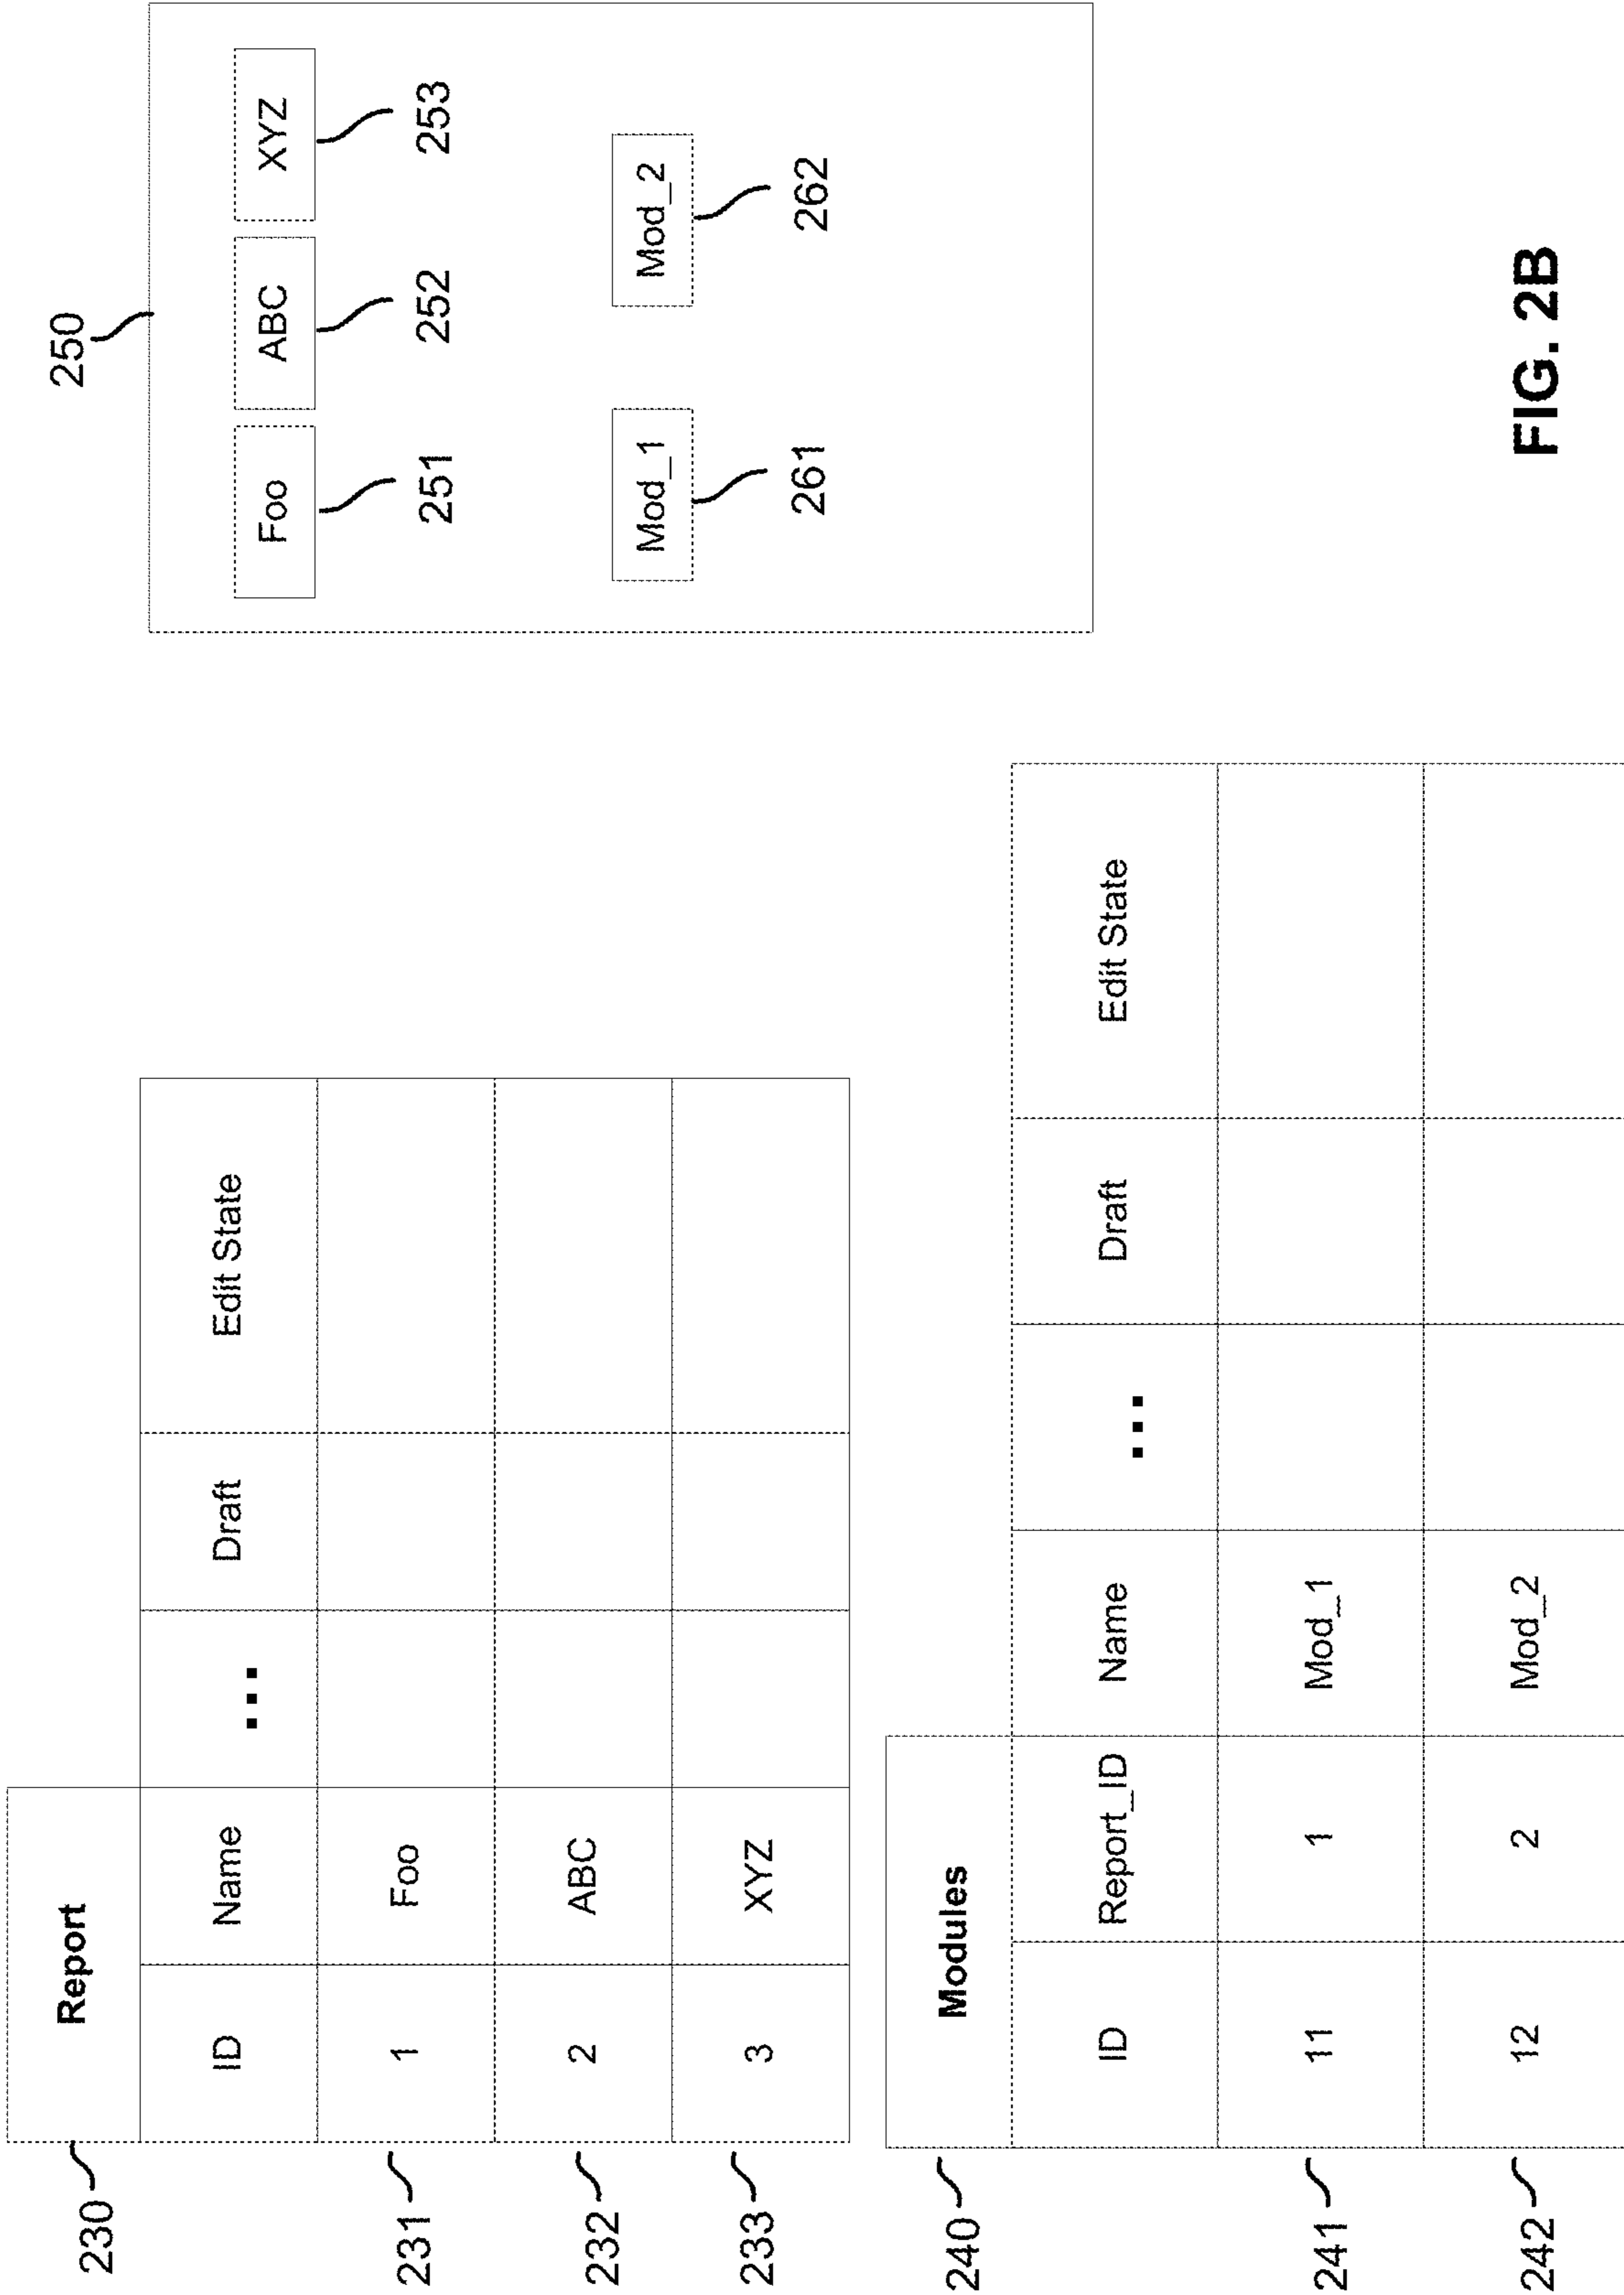 230
Report
ID Name ... Draft Edit State
231
1 Foo
232
2 ABC
233
3 XYZ
240
Modules
ID Report_ID Name ... Draft Edit State
241
11 1 Mod_1
242
12 2 Mod_2
250
Foo ABC XYZ
251 252 253
Mod_1 Mod_2
261 262
FIG. 2B